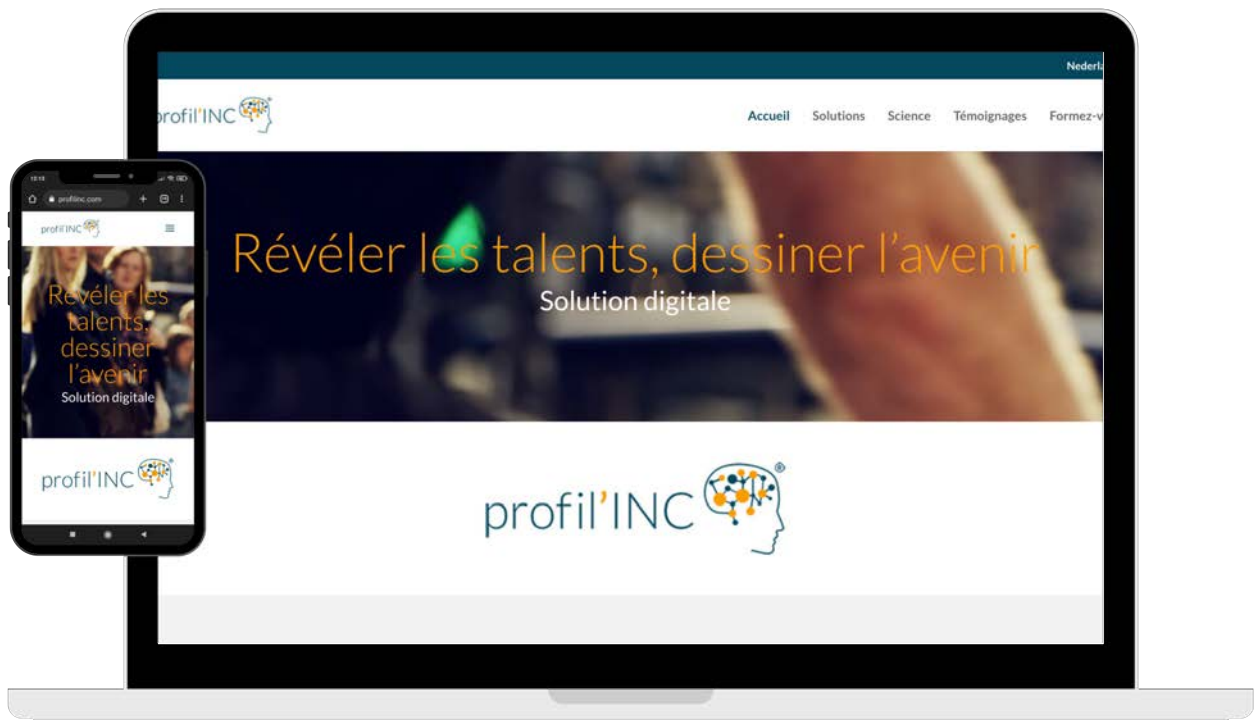 Nederla
profil'INC
®
Accueil Solutions Science Témoignages Formez-v
Révéler les talents, dessiner l'avenir
Solution digitale
profil'INC
®
profilinc.com
profil'INC
Révéler les
talents,
dessiner
l'avenir
Solution digitale
profil'INC